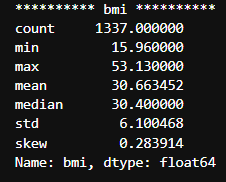 ********** bmi **********
count    1337.000000
min        15.960000
max        53.130000
mean       30.663452
median     30.400000
std         6.100468
skew        0.283914
Name: bmi, dtype: float64